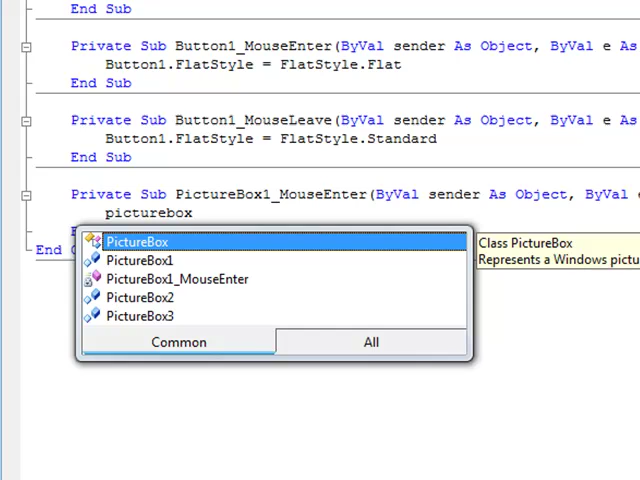 End Sub
Private Sub Button1_MouseEnter(ByVal sender As Object, ByVal e As
Button1.FlatStyle = FlatStyle.Flat
End Sub
Private Sub Button1_MouseLeave(ByVal sender As Object, ByVal e As
Button1.FlatStyle = FlatStyle.Standard
End Sub
Private Sub PictureBox1_MouseEnter(ByVal sender As Object, ByVal e
picturebox
End
PictureBox
PictureBox1
PictureBox1_MouseEnter
PictureBox2
PictureBox3
Common All
Class PictureBox
Represents a Windows pictu